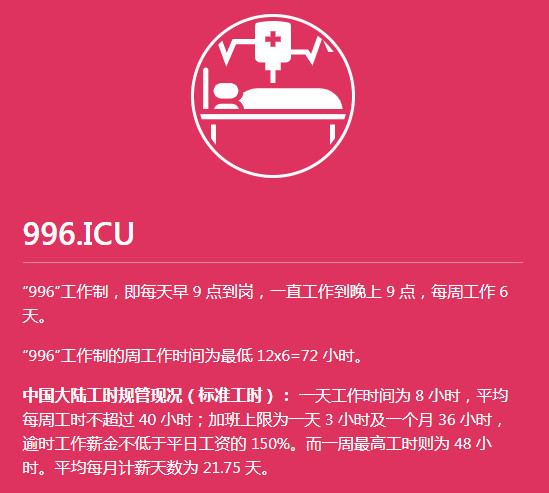 996.ICU
“996”工作制，即每天早 9 点到岗，一直工作到晚上 9 点，每周工作 6
天。
“996”工作制的周工作时间为最低 12x6=72 小时。
中国大陆工时规管现况（标准工时）： 一天工作时间为 8 小时，平均
每周工时不超过 40 小时；加班上限为一天 3 小时及一个月 36 小时，
逾时工作薪金不低于平日工资的 150%。而一周最高工时则为 48 小
时。平均每月计薪天数为 21.75 天。